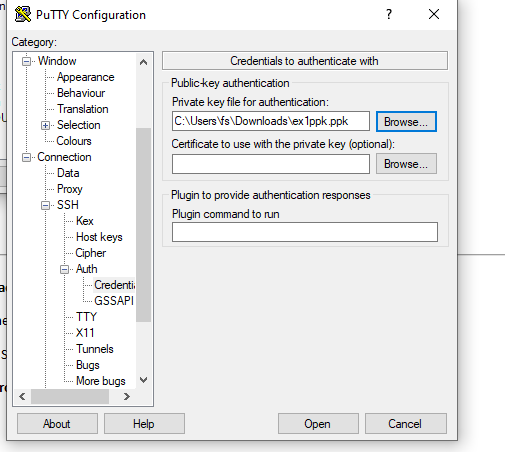 PuTTY Configuration
?
Category:
Window
Appearance
Behaviour
Translation
Selection
Colours
Connection
Data
Proxy
SSH
Kex
Host keys
Cipher
Auth
Credenti
GSSAPI
TTY
X11
Tunnels
Bugs
More bugs
Credentials to authenticate with
Public-key authentication
Private key file for authentication:
C:\Users\fs\Downloads\ex1ppk.ppk Browse...
Certificate to use with the private key (optional):
Browse...
Plugin to provide authentication responses
Plugin command to run
About Help Open Cancel